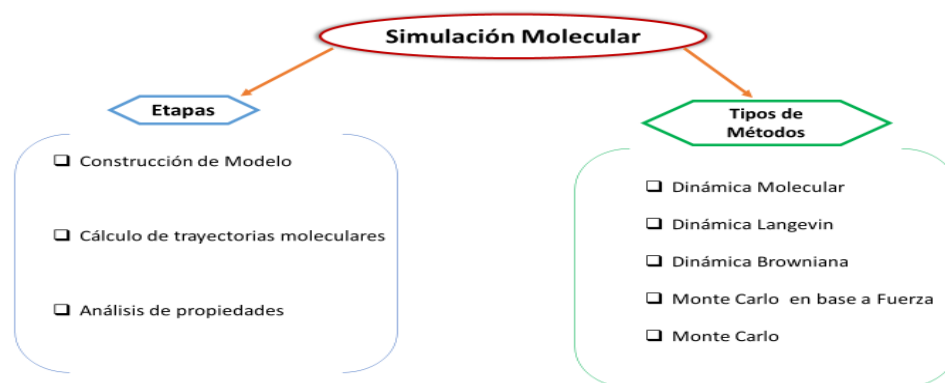 Simulación Molecular
Etapas
Construcción de Modelo
Cálculo de trayectorias moleculares
Análisis de propiedades
Tipos de
Métodos
Dinámica Molecular
Dinámica Langevin
Dinámica Browniana
Monte Carlo en base a Fuerza
Monte Carlo